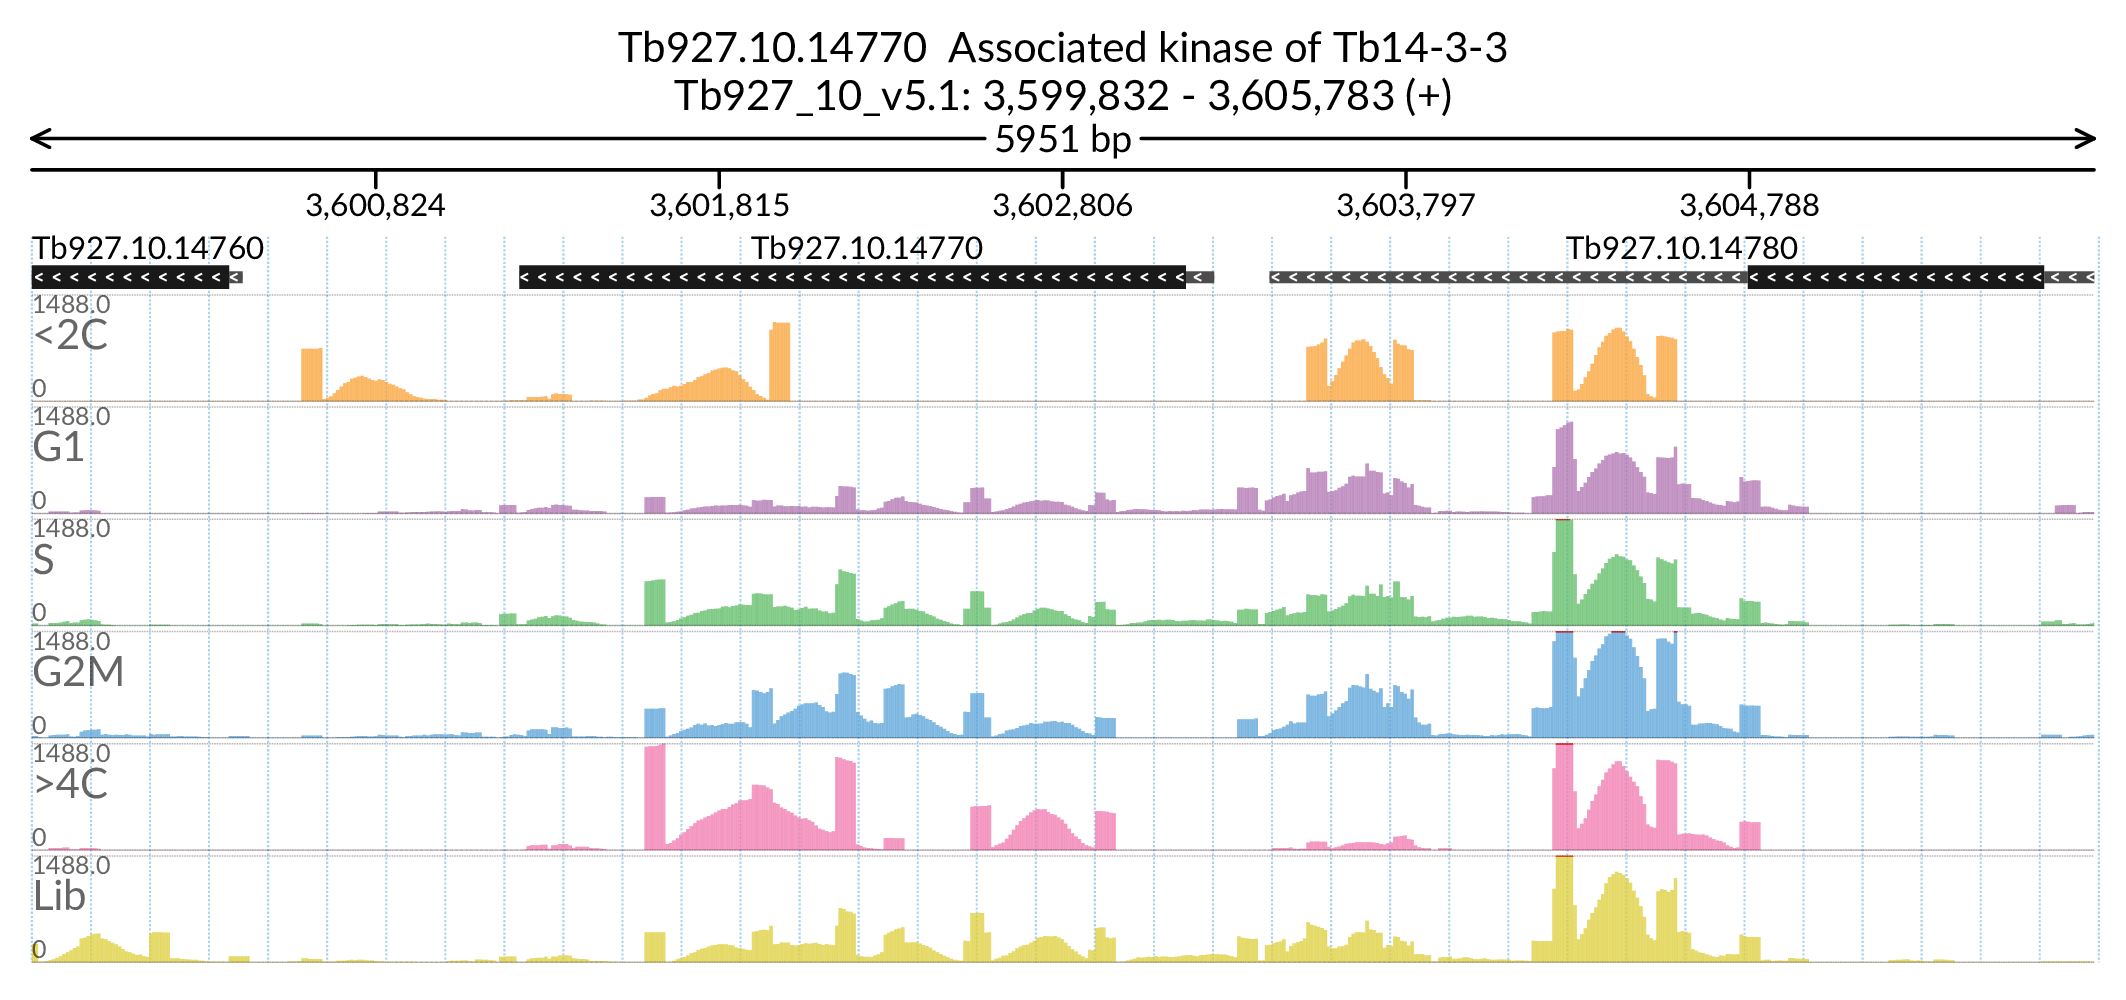 Tb927.10.14770  Associated kinase of Tb14-3-3
Tb927_10_v5.1: 3,599,832 - 3,605,783 (+)
5951 bp
3,600,824 3,601,815 3,602,806 3,603,797 3,604,788
Tb927.10.14760 Tb927.10.14770 Tb927.10.14780
1488.0
<2C
0
1488.0
G1
0
1488.0
S
0
1488.0
G2M
0
1488.0
>4C
0
1488.0
Lib
0